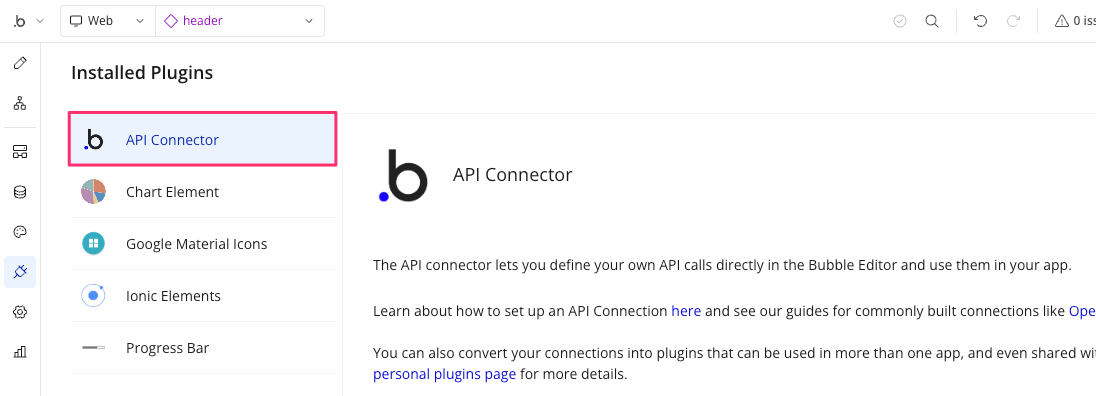 .b
Web
header
0 iss
Installed Plugins
API Connector
Chart Element
Google Material Icons
Ionic Elements
Progress Bar
.b
API Connector
The API connector lets you define your own API calls directly in the Bubble Editor and use them in your app.
Learn about how to set up an API Connection here and see our guides for commonly built connections like Ope
You can also convert your connections into plugins that can be used in more than one app, and even shared wit
personal plugins page for more details.